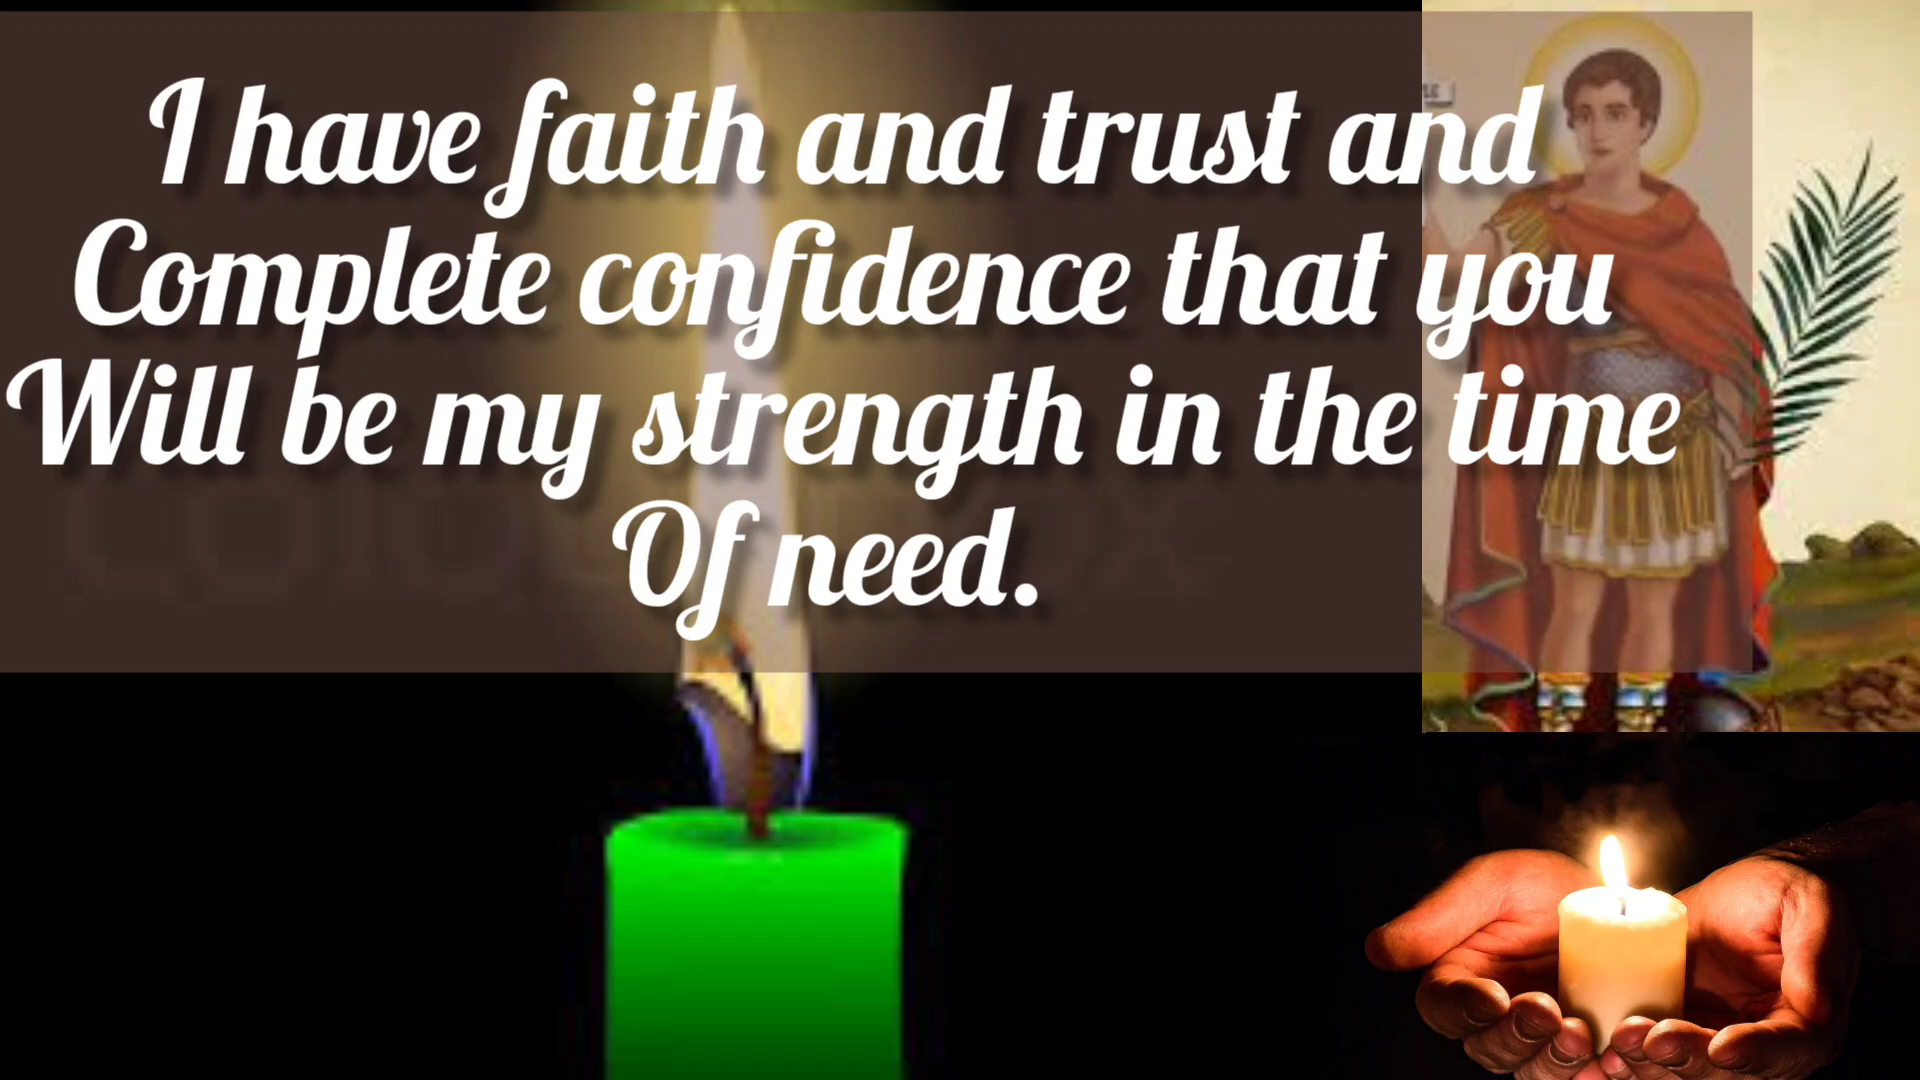 I have faith and trust and
Complete confidence that you
Will be my strength in the time
Of need.